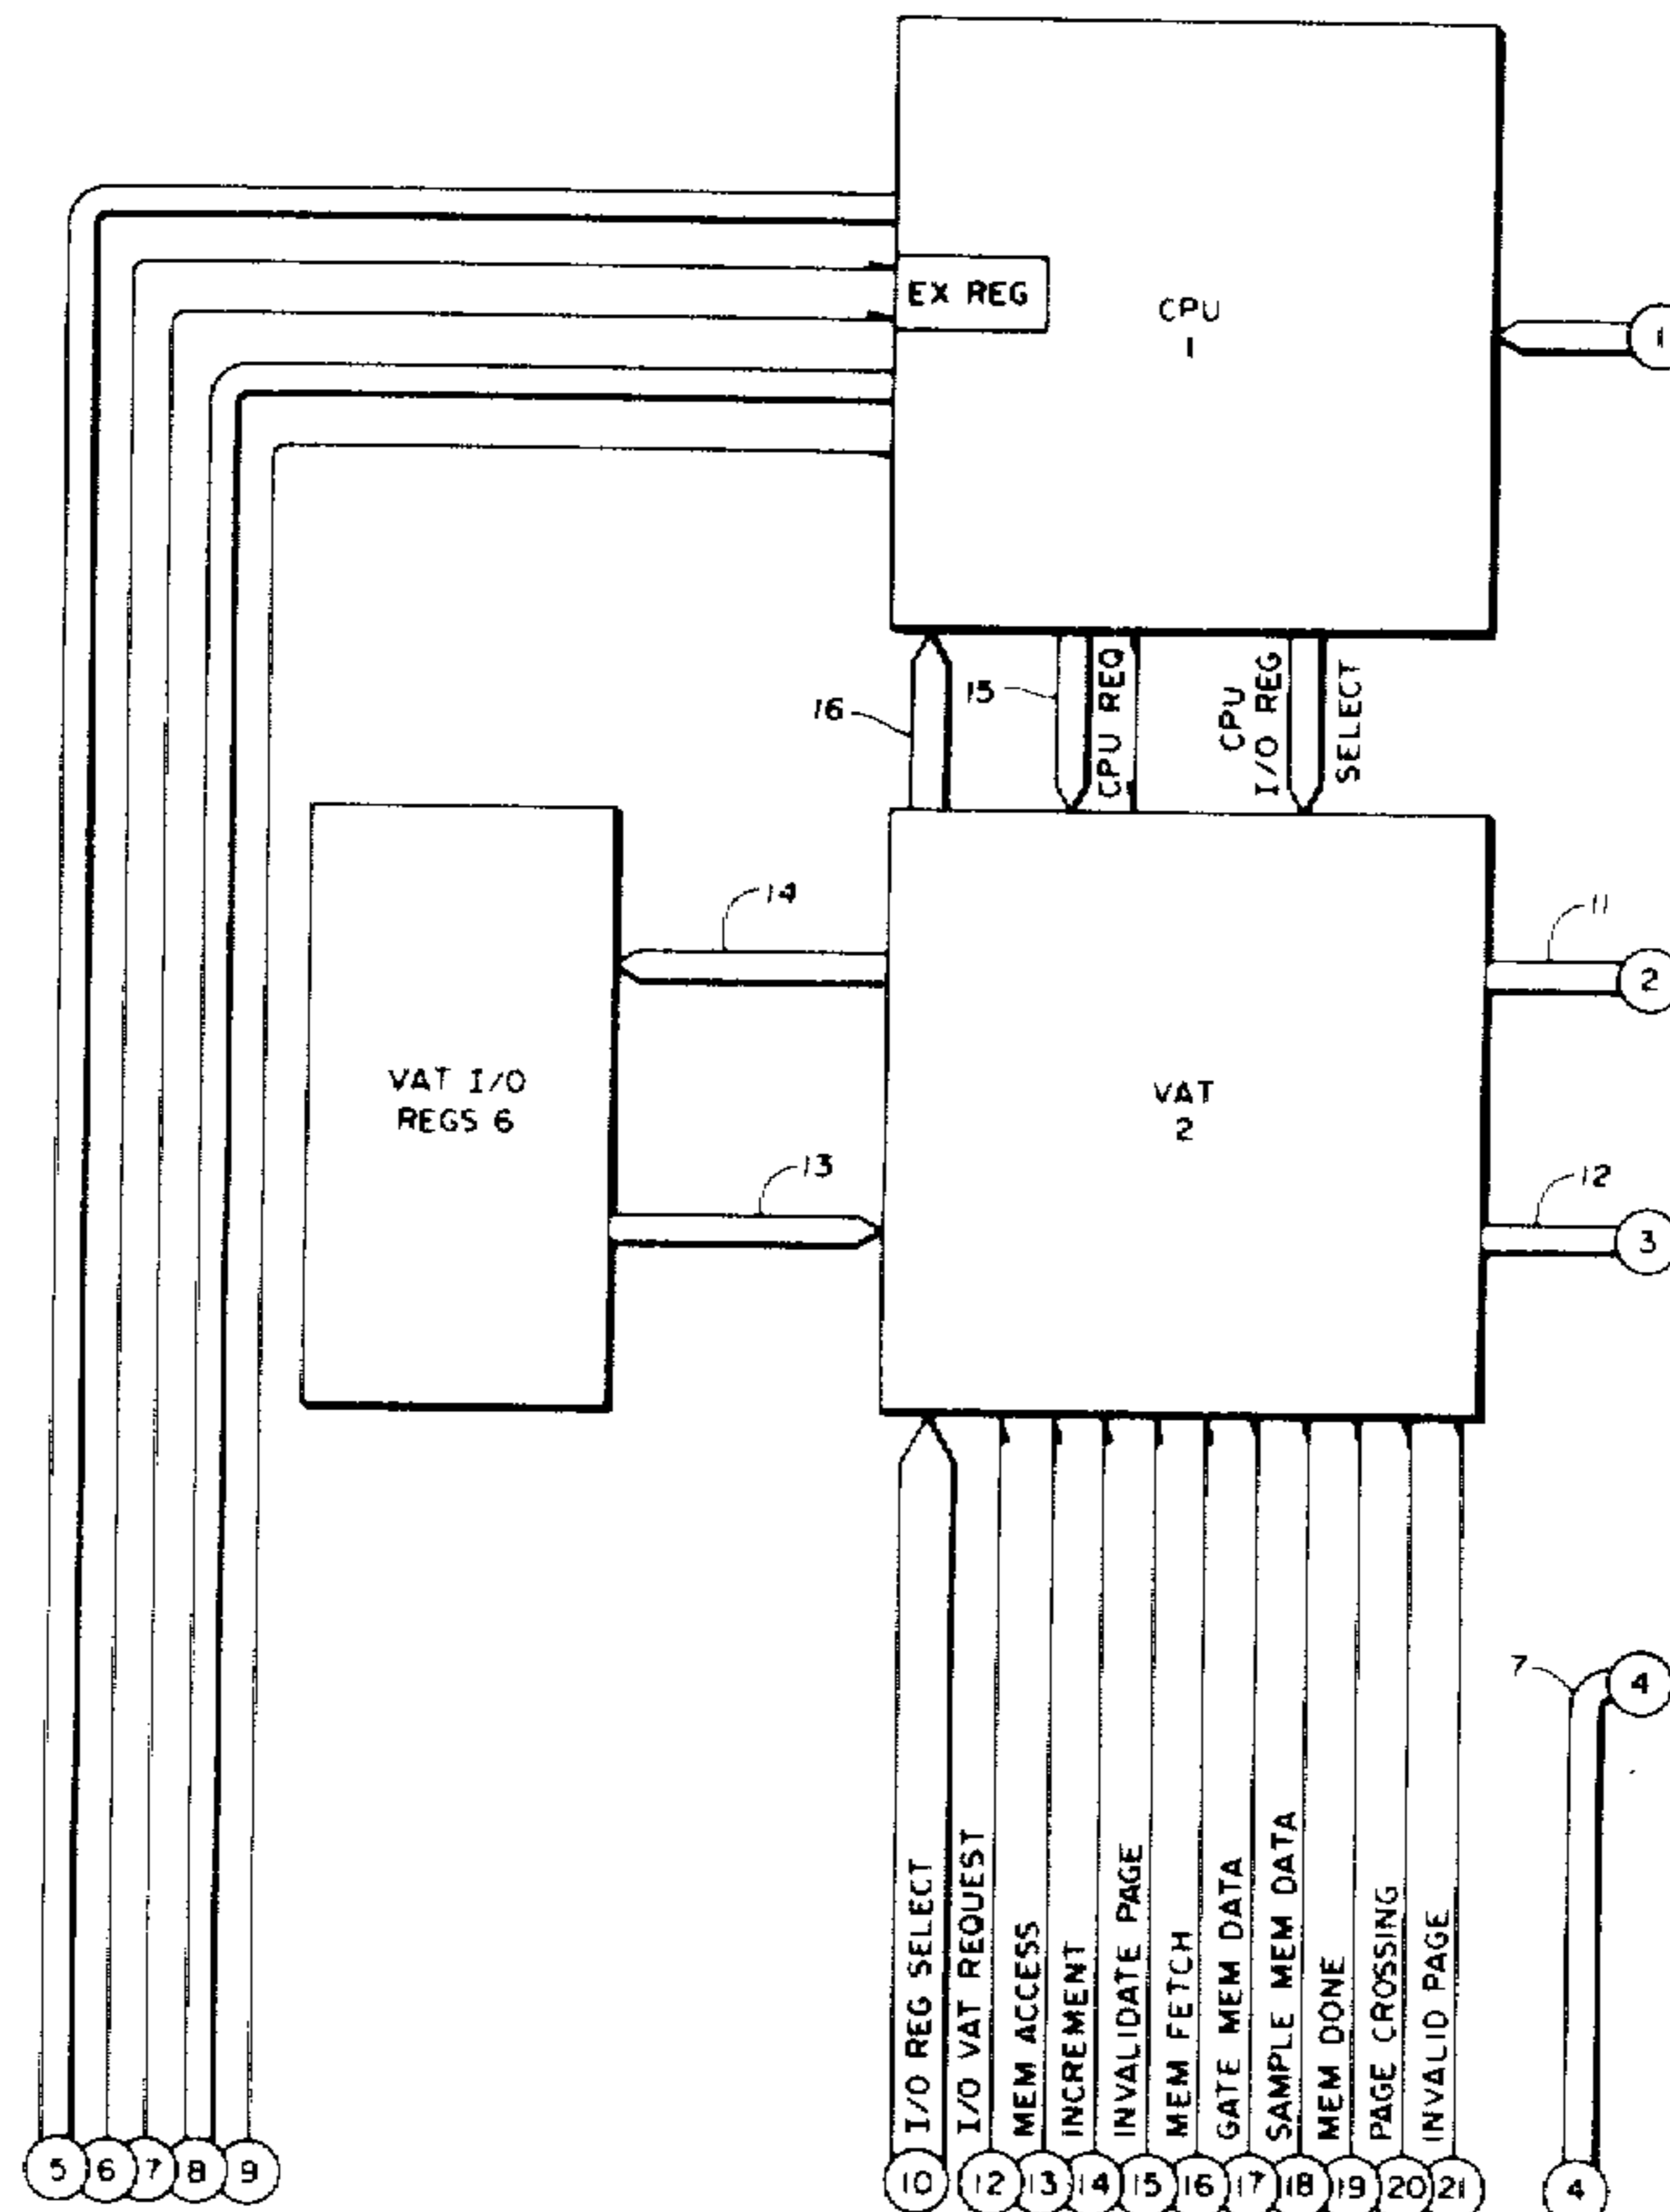 EX REG
CPU
1
1
16
15
CPU REQ
CPU
I/O REG
SELECT
14
11
2
VAT I/O
REGS 6
VAT
2
13
12
3
7
4
I/O REG SELECT
I/O VAT REQUEST
MEM ACCESS
INCREMENT
INVALIDATE PAGE
MEM FETCH
GATE MEM DATA
SAMPLE MEM DATA
MEM DONE
PAGE CROSSING
INVALID PAGE
5 6 7 8 9
10 12 13 14 15 16 17 18 19 20 21
4